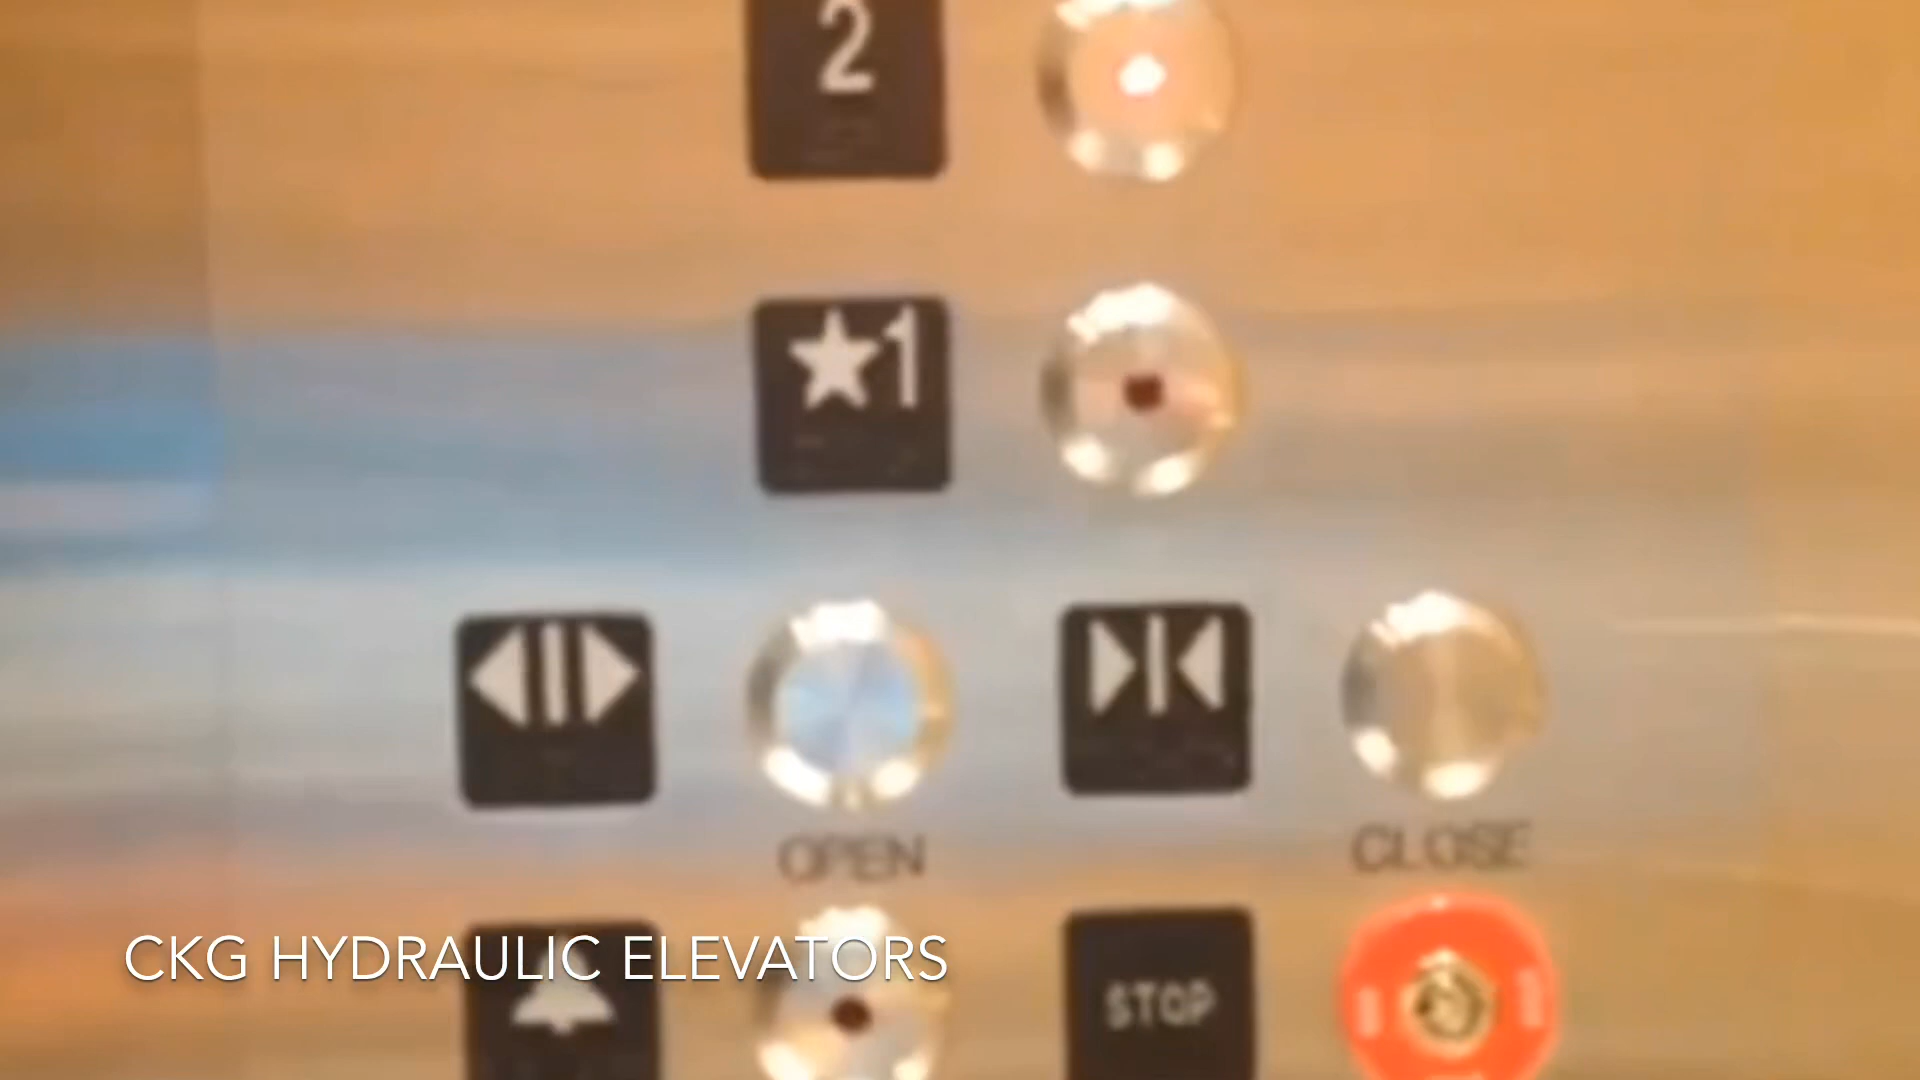 2
★1
OPEN
CLOSE
CKG HYDRAULIC ELEVATORS
STOP